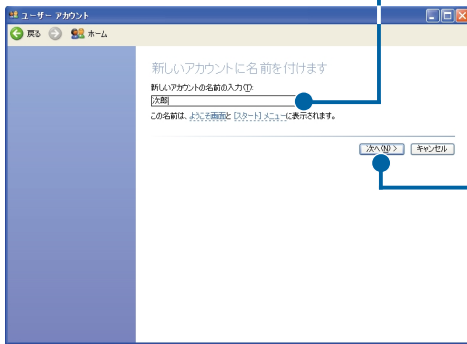 ユーザー アカウント
戻る ホーム
新しいアカウントに名前を付けます
新しいアカウントの名前の入力(T):
次郎
この名前は、ようこそ画面と [スタート] メニューに表示されます。
次へ(N) > キャンセル